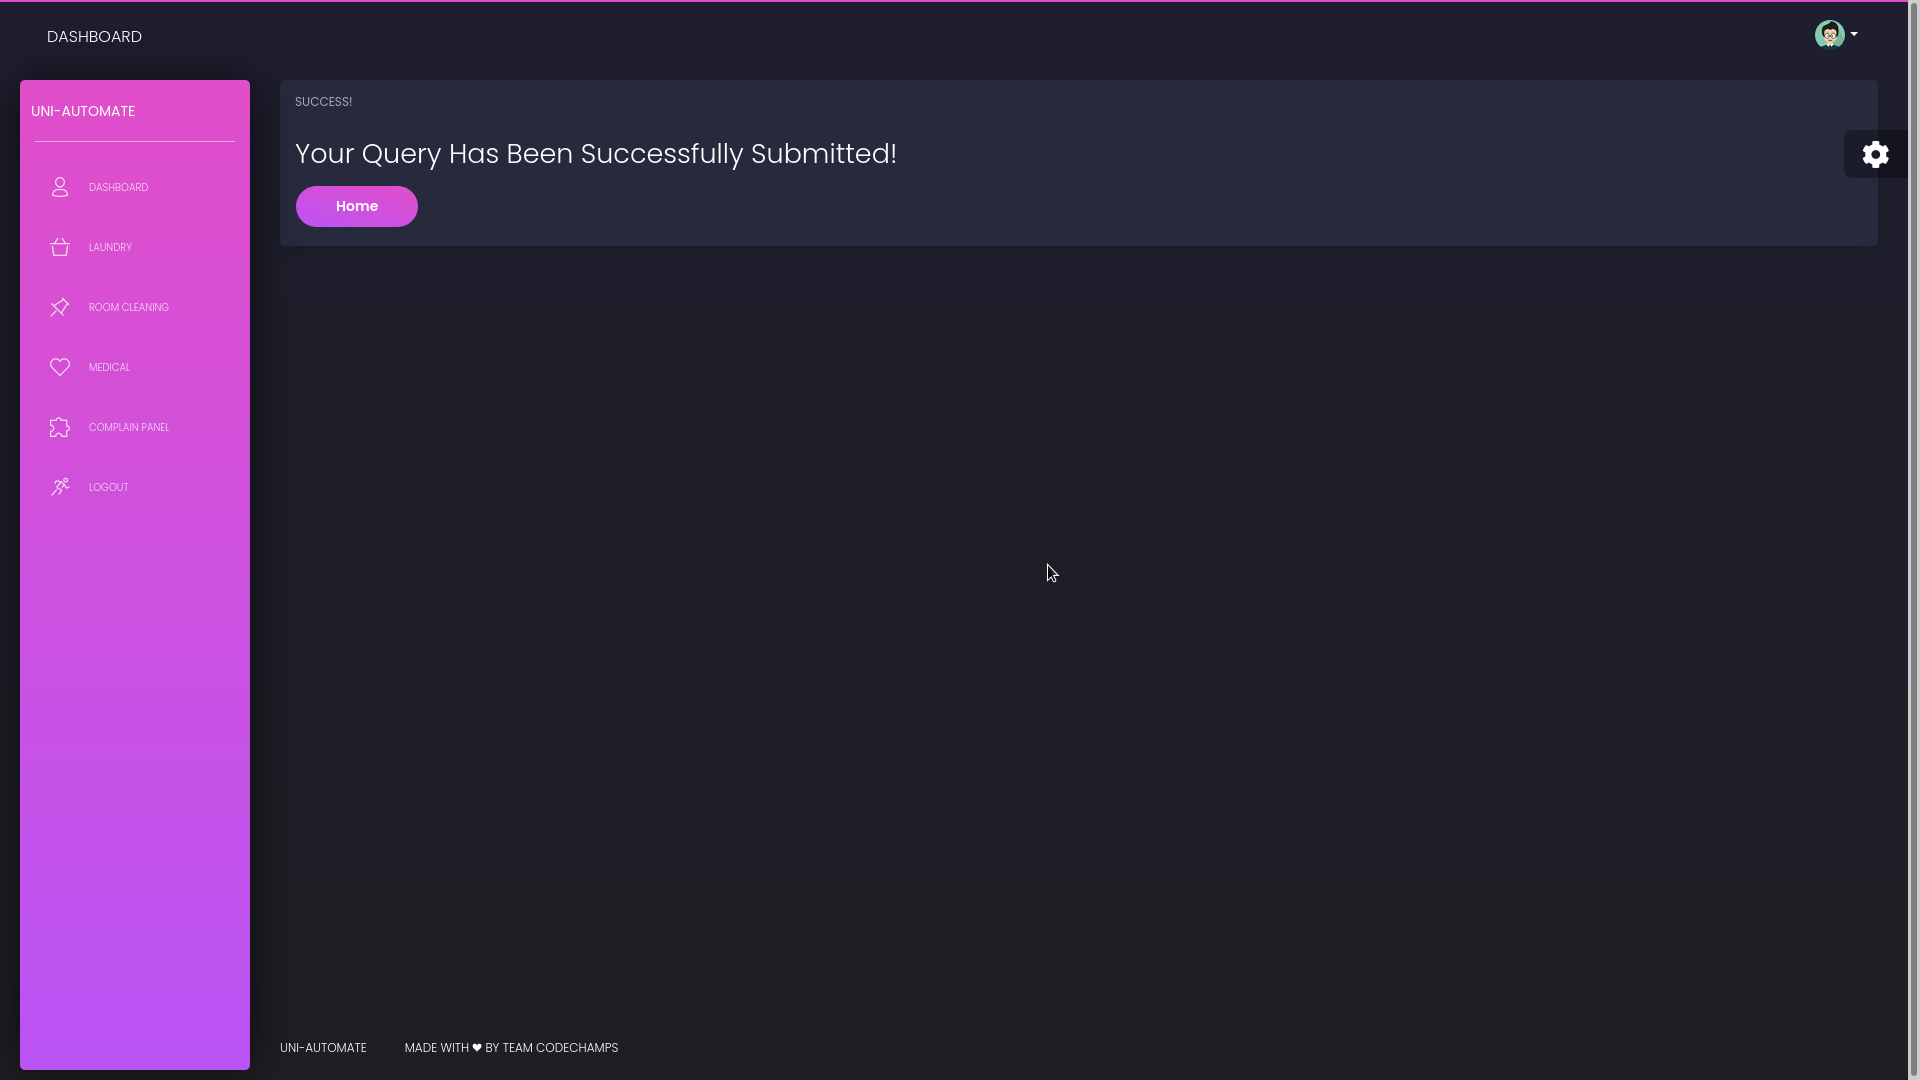 DASHBOARD
UNI-AUTOMATE
DASHBOARD
LAUNDRY
ROOM CLEANING
MEDICAL
COMPLAIN PANEL
LOGOUT
SUCCESS!
Your Query Has Been Successfully Submitted!
Home
UNI-AUTOMATE MADE WITH ♥ BY TEAM CODECHAMPS